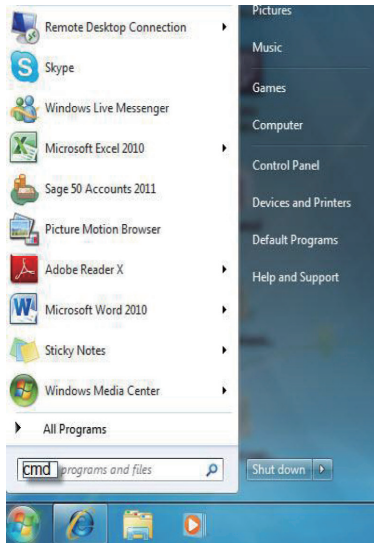 Remote Desktop Connection
Skype
Windows Live Messenger
Microsoft Excel 2010
Sage 50 Accounts 2011
Picture Motion Browser
Adobe Reader X
Microsoft Word 2010
Sticky Notes
Windows Media Center
All Programs
cmd programs and files
Pictures
Music
Games
Computer
Control Panel
Devices and Printers
Default Programs
Help and Support
Shut down